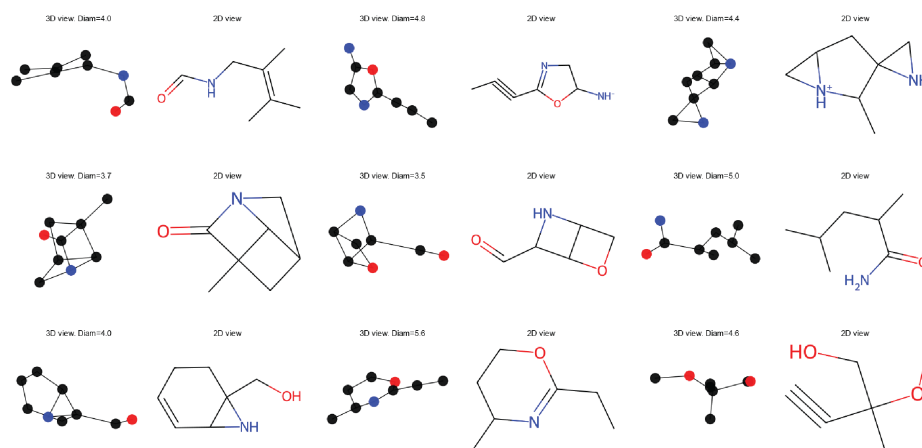 3D view. Diam=4.0 2D view 3D view. Diam=4.8 2D view 3D view. Diam=4.4 2D view
O N H N O NH⁻ N H⁺ NH
3D view. Diam=3.7 2D view 3D view. Diam=3.5 2D view 3D view. Diam=5.0 2D view
O N HN O O H₂N O
3D view. Diam=4.0 2D view 3D view. Diam=5.6 2D view 3D view. Diam=4.6 2D view
OH NH O N HO O